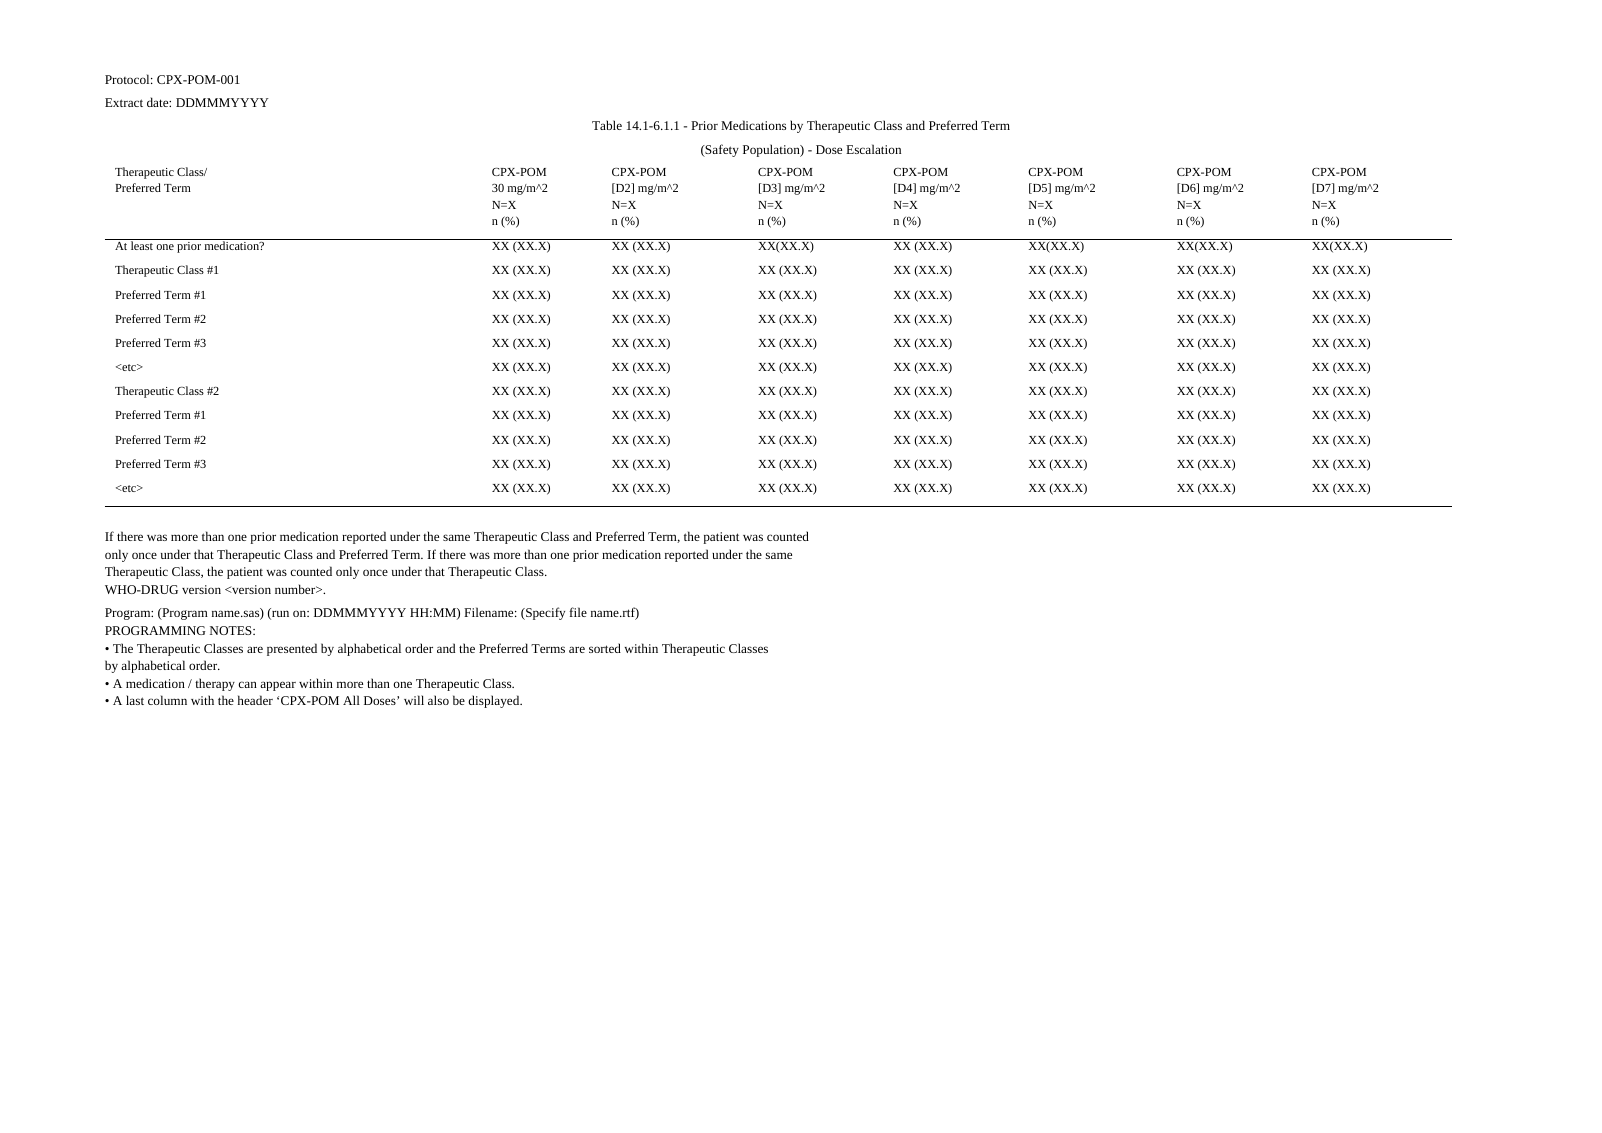 Protocol: CPX-POM-001
Extract date: DDMMMYYYY
Table 14.1-6.1.1 - Prior Medications by Therapeutic Class and Preferred Term
(Safety Population) - Dose Escalation
Therapeutic Class/ CPX-POM CPX-POM CPX-POM CPX-POM CPX-POM CPX-POM CPX-POM
Preferred Term 30 mg/m^2 [D2] mg/m^2 [D3] mg/m^2 [D4] mg/m^2 [D5] mg/m^2 [D6] mg/m^2 [D7] mg/m^2
N=X N=X N=X N=X N=X N=X N=X
n (%) n (%) n (%) n (%) n (%) n (%) n (%)
At least one prior medication? XX (XX.X) XX (XX.X) XX(XX.X) XX (XX.X) XX(XX.X) XX(XX.X) XX(XX.X)
Therapeutic Class #1 XX (XX.X) XX (XX.X) XX (XX.X) XX (XX.X) XX (XX.X) XX (XX.X) XX (XX.X)
Preferred Term #1 XX (XX.X) XX (XX.X) XX (XX.X) XX (XX.X) XX (XX.X) XX (XX.X) XX (XX.X)
Preferred Term #2 XX (XX.X) XX (XX.X) XX (XX.X) XX (XX.X) XX (XX.X) XX (XX.X) XX (XX.X)
Preferred Term #3 XX (XX.X) XX (XX.X) XX (XX.X) XX (XX.X) XX (XX.X) XX (XX.X) XX (XX.X)
<etc> XX (XX.X) XX (XX.X) XX (XX.X) XX (XX.X) XX (XX.X) XX (XX.X) XX (XX.X)
Therapeutic Class #2 XX (XX.X) XX (XX.X) XX (XX.X) XX (XX.X) XX (XX.X) XX (XX.X) XX (XX.X)
Preferred Term #1 XX (XX.X) XX (XX.X) XX (XX.X) XX (XX.X) XX (XX.X) XX (XX.X) XX (XX.X)
Preferred Term #2 XX (XX.X) XX (XX.X) XX (XX.X) XX (XX.X) XX (XX.X) XX (XX.X) XX (XX.X)
Preferred Term #3 XX (XX.X) XX (XX.X) XX (XX.X) XX (XX.X) XX (XX.X) XX (XX.X) XX (XX.X)
<etc> XX (XX.X) XX (XX.X) XX (XX.X) XX (XX.X) XX (XX.X) XX (XX.X) XX (XX.X)
If there was more than one prior medication reported under the same Therapeutic Class and Preferred Term, the patient was counted
only once under that Therapeutic Class and Preferred Term. If there was more than one prior medication reported under the same
Therapeutic Class, the patient was counted only once under that Therapeutic Class.
WHO-DRUG version <version number>.
Program: (Program name.sas) (run on: DDMMMYYYY HH:MM) Filename: (Specify file name.rtf)
PROGRAMMING NOTES:
• The Therapeutic Classes are presented by alphabetical order and the Preferred Terms are sorted within Therapeutic Classes
by alphabetical order.
• A medication / therapy can appear within more than one Therapeutic Class.
• A last column with the header ‘CPX-POM All Doses’ will also be displayed.